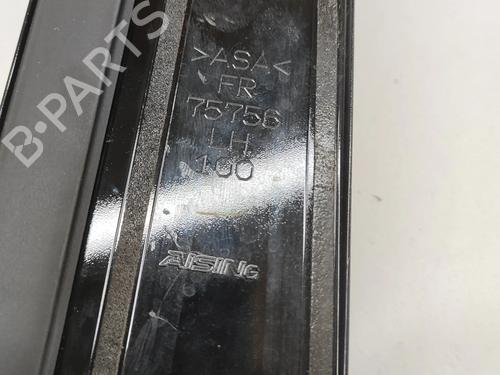 >ASA<
FR
75756
LH
100
AISIN G
B-PARTS